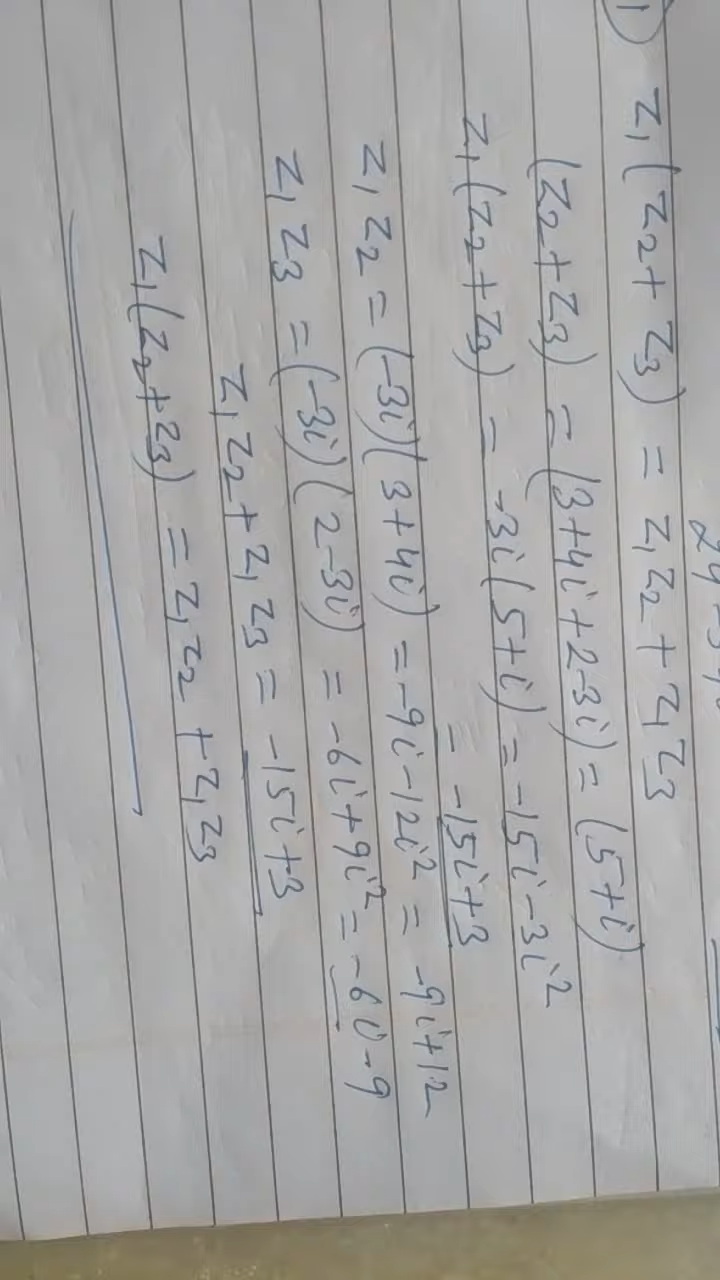 1) z₁(z₂+z₃) = z₁z₂ + z₁z₃
(z₂+z₃) = (3+4i+2-3i) = (5+i)
z₁(z₂+z₃) = -3i(5+i) = -15i-3i²
= -15i+3
z₁z₂ = (-3i)(3+4i) = -9i-12i² = -9i+12
z₁z₃ = (-3i)(2-3i) = -6i+9i² = -6i-9
z₁z₂+z₁z₃ = -15i+3
z₁(z₂+z₃) = z₁z₂ + z₁z₃